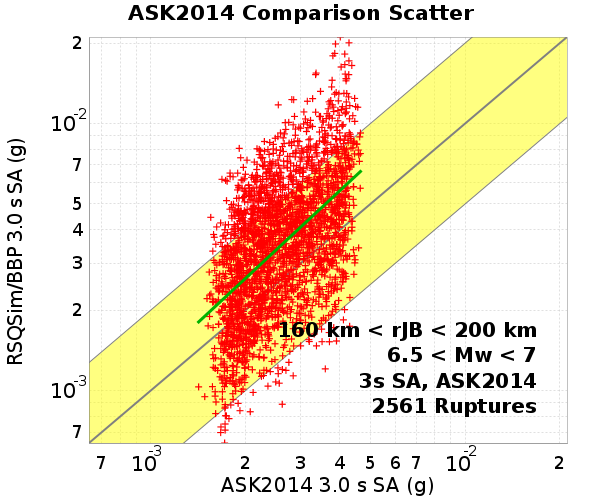 ASK2014 Comparison Scatter
RSQSim/BBP 3.0 s SA (g)
2
10-2
7
5
4
3
2
10-3
7
160 km < rJB < 200 km
6.5 < Mw < 7
3s SA, ASK2014
2561 Ruptures
7 10-3 2 3 4 5 6 7 10-2 2
ASK2014 3.0 s SA (g)